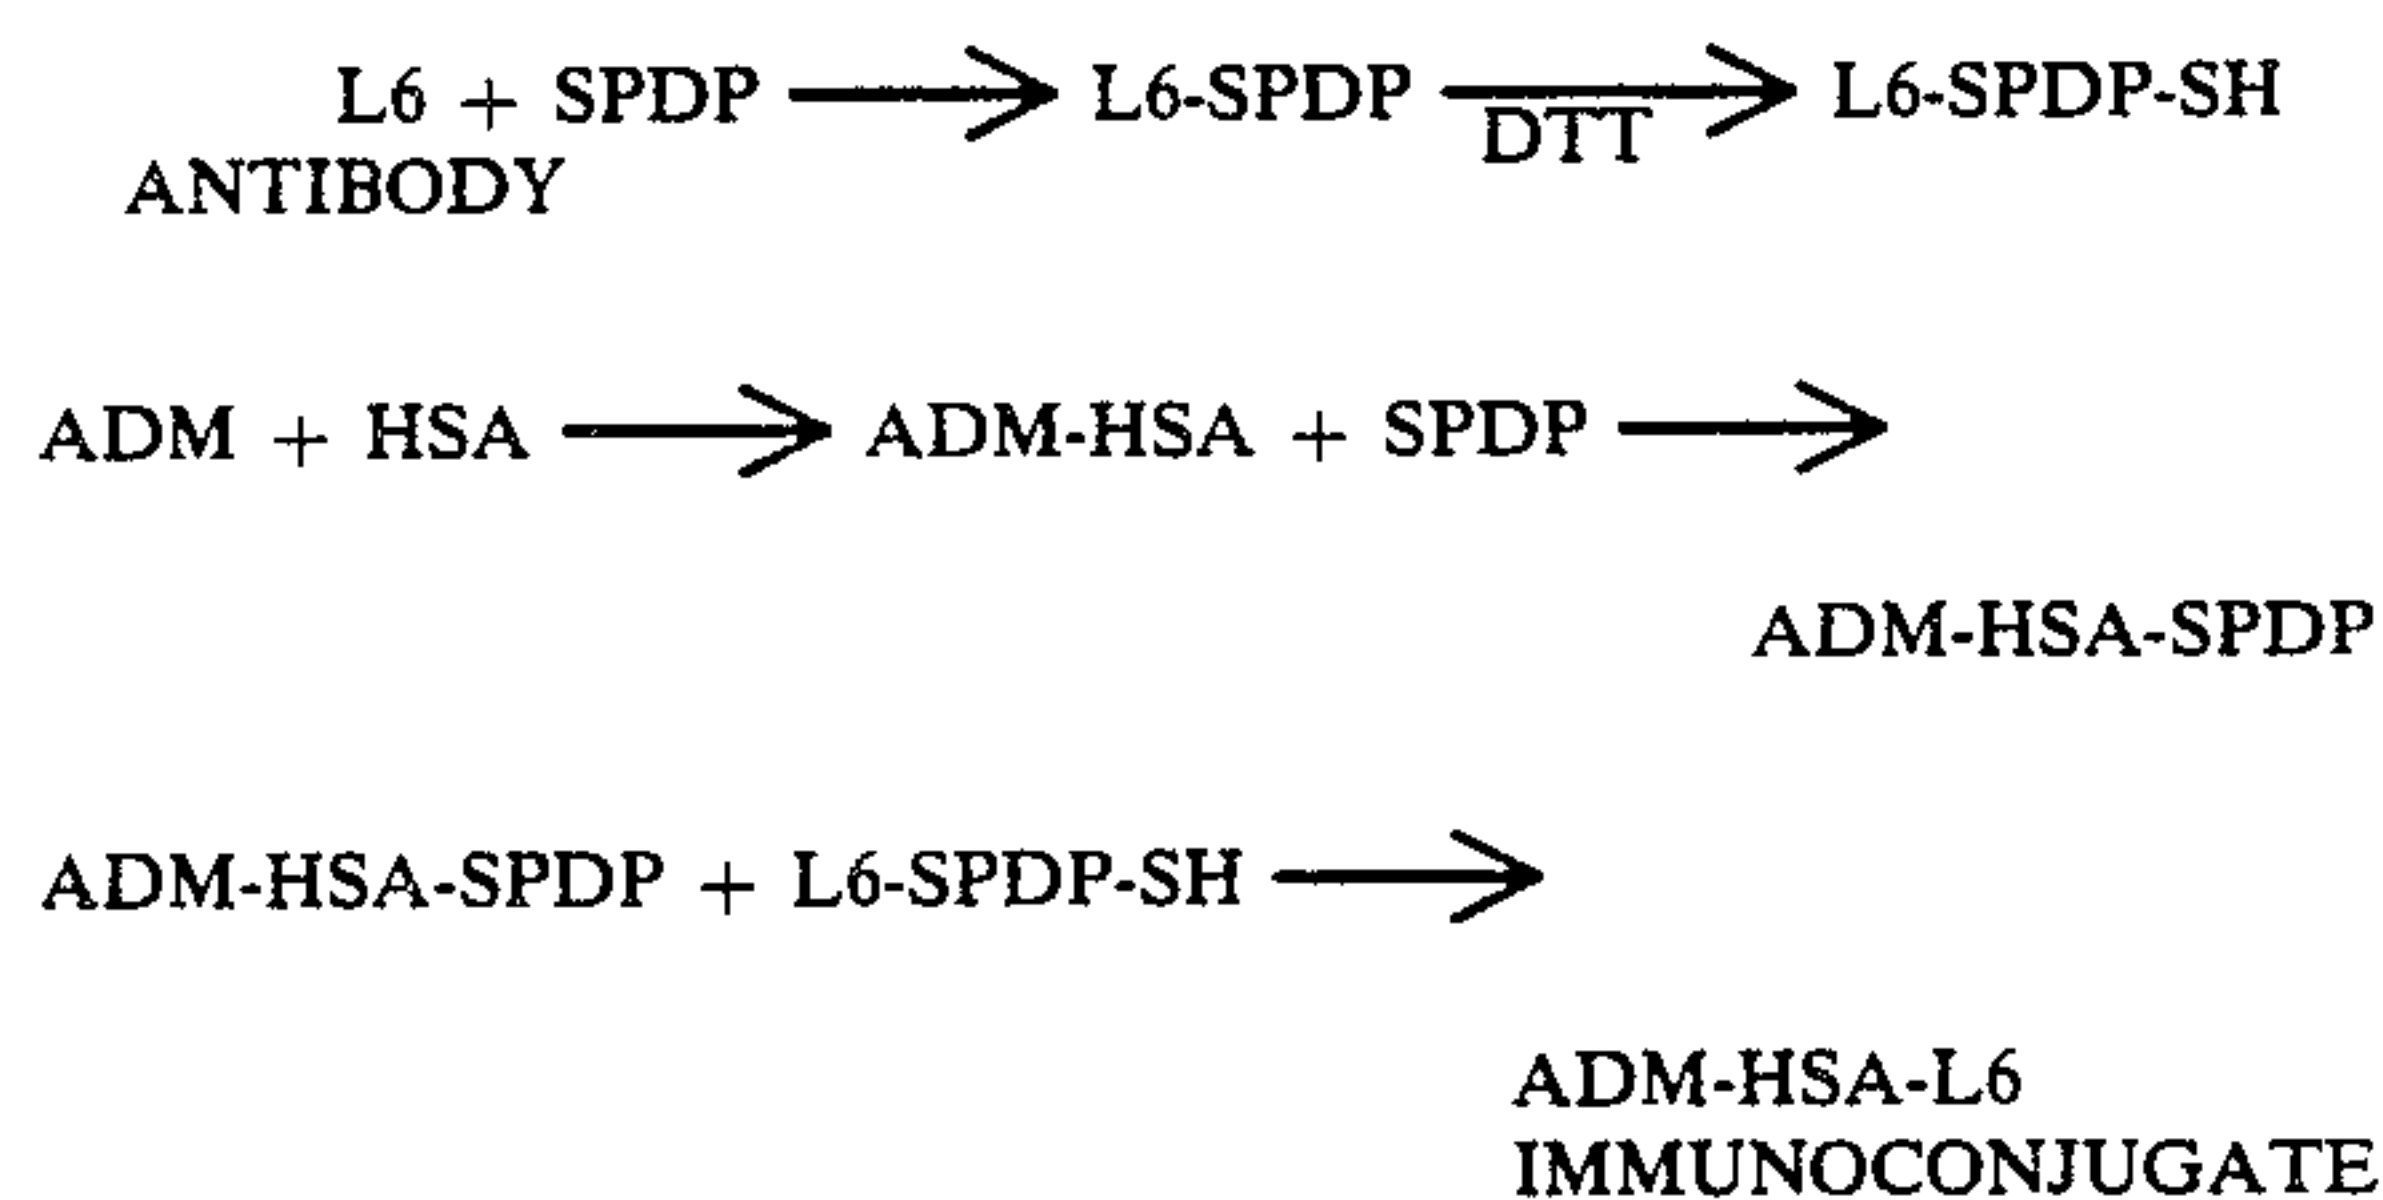 L6 + SPDP ⟶ L6-SPDP ⟶ L6-SPDP-SH
DTT
ANTIBODY
ADM + HSA ⟶ ADM-HSA + SPDP ⟶
ADM-HSA-SPDP
ADM-HSA-SPDP + L6-SPDP-SH ⟶
ADM-HSA-L6
IMMUNOCONJUGATE